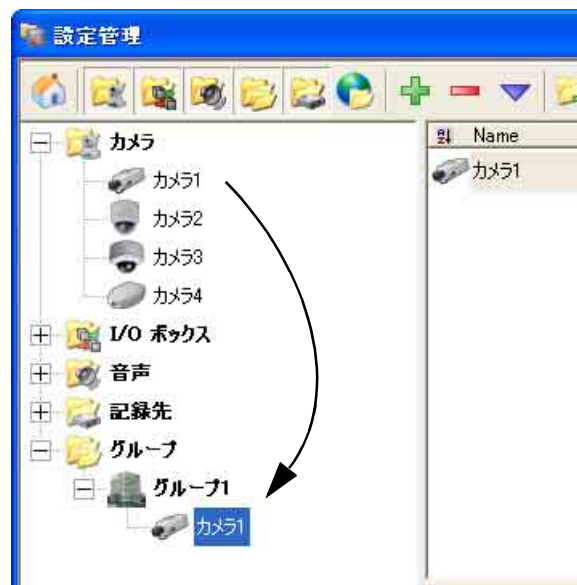 設定管理
Name
カメラ
カメラ1
カメラ1
カメラ2
カメラ3
カメラ4
I/O ボックス
音声
記録先
グループ
グループ1
カメラ1